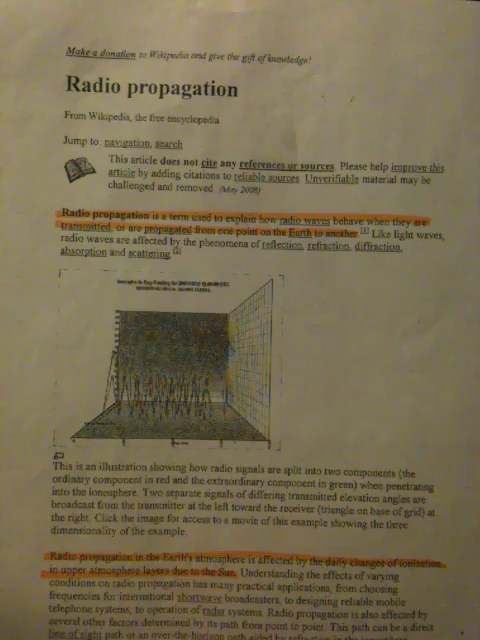 Make a donation to Wikipedia and give the gift of knowledge!
Radio propagation
From Wikipedia, the free encyclopedia
Jump to: navigation, search
This article does not cite any references or sources. Please help improve this
article by adding citations to reliable sources. Unverifiable material may be
challenged and removed. (May 2008)
Radio propagation is a term used to explain how radio waves behave when they are
transmitted, or are propagated from one point on the Earth to another.[1] Like light waves,
radio waves are affected by the phenomena of reflection, refraction, diffraction,
absorption and scattering.[2]
This is an illustration showing how radio signals are split into two components (the
ordinary component in red and the extraordinary component in green) when penetrating
into the ionosphere. Two separate signals of differing transmitted elevation angles are
broadcast from the transmitter at the left toward the receiver (triangle on base of grid) at
the right. Click the image for access to a movie of this example showing the three
dimensionality of the example.
Radio propagation in the Earth's atmosphere is affected by the daily changes of ionization
in upper atmosphere layers due to the Sun. Understanding the effects of varying
conditions on radio propagation has many practical applications, from choosing
frequencies for international shortwave broadcasters, to designing reliable mobile
telephone systems, to operation of radar systems. Radio propagation is also affected by
several other factors determined by its path from point to point. This path can be a direct
line of sight path or an over-the-horizon path aided by refraction in the